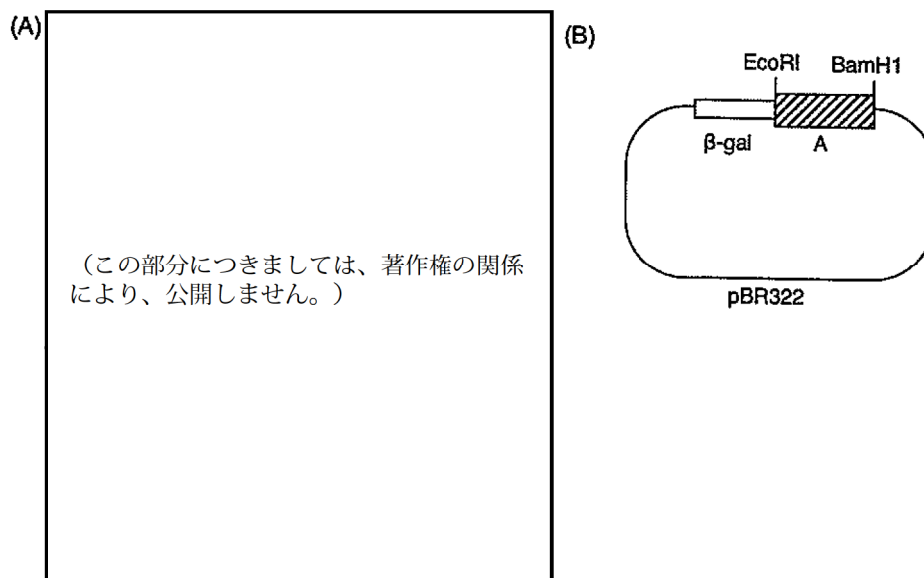 (A)
(B)
EcoRI BamH1
β-gal A
(この部分につきましては、著作権の関係
により、公開しません。)
pBR322